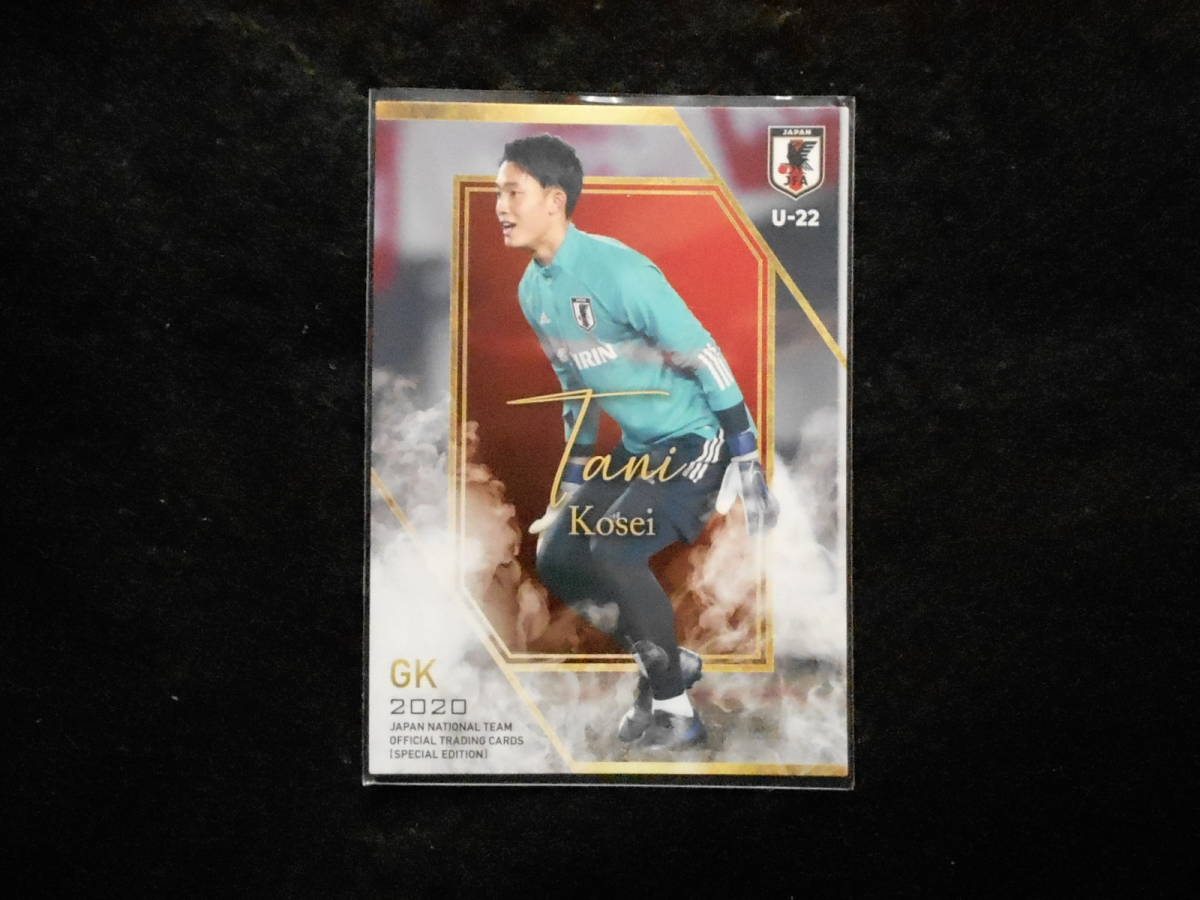 JAPAN
JFA
U-22
KIRIN
Tani
Kosei
GK
2020
JAPAN NATIONAL TEAM
OFFICIAL TRADING CARDS
[SPECIAL EDITION]